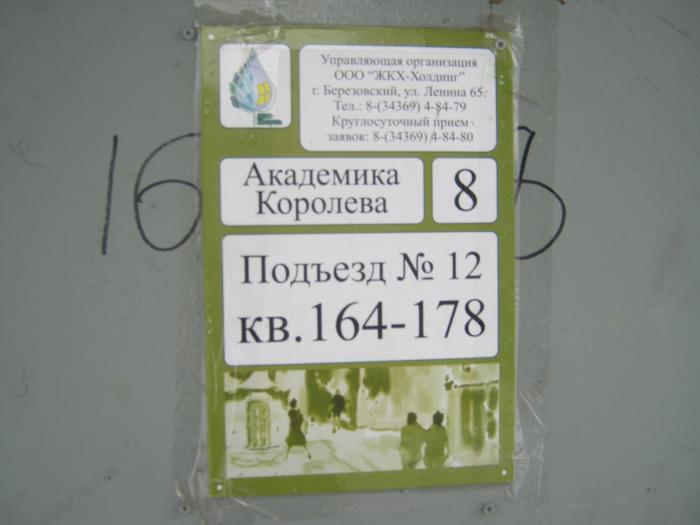 Управляющая организация
ООО "ЖКХ-Холдинг"
г. Березовский, ул. Ленина 65.
Тел.: 8-(34369) 4-84-79
Круглосуточный прием
заявок: 8-(34369) 4-84-80
Академика
Королева
8
Подъезд № 12
кв.164-178
16